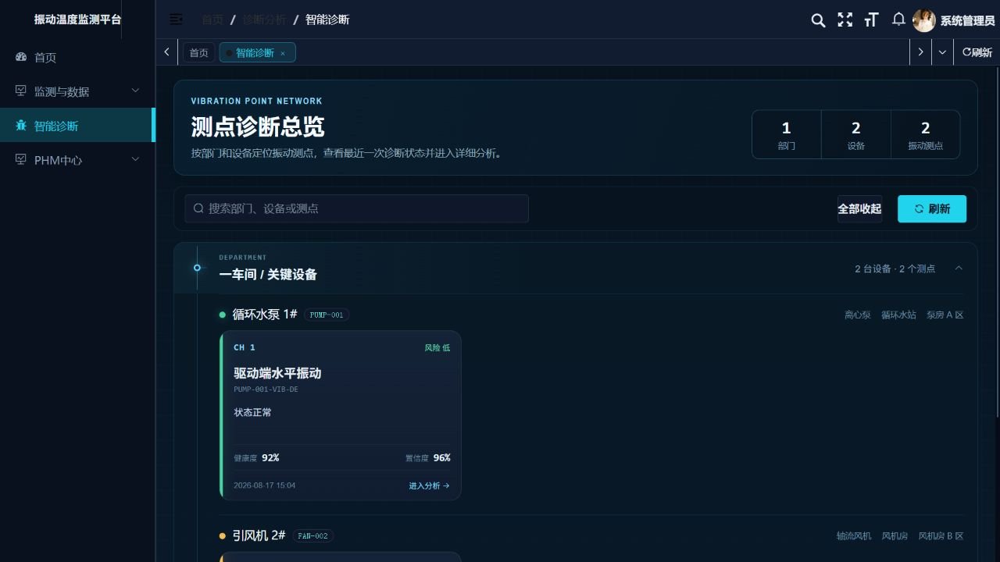 振动温度监测平台
首页 / 诊断分析 / 智能诊断
系统管理员
首页
监测与数据
智能诊断
PHM中心
首页
智能诊断 ×
刷新
VIBRATION POINT NETWORK
测点诊断总览
按部门和设备定位振动测点，查看最近一次诊断状态并进入详细分析。
1
部门
2
设备
2
振动测点
搜索部门、设备或测点
全部收起
刷新
DEPARTMENT
一车间 / 关键设备
2 台设备 · 2 个测点
循环水泵 1# PUMP-001
离心泵 循环水站 泵房 A 区
CH 1
风险 低
驱动端水平振动
PUMP-001-VIB-DE
状态正常
健康度 92%
置信度 96%
2026-08-17 15:04
进入分析 →
引风机 2# FAN-002
轴流风机 风机房 风机房 B 区